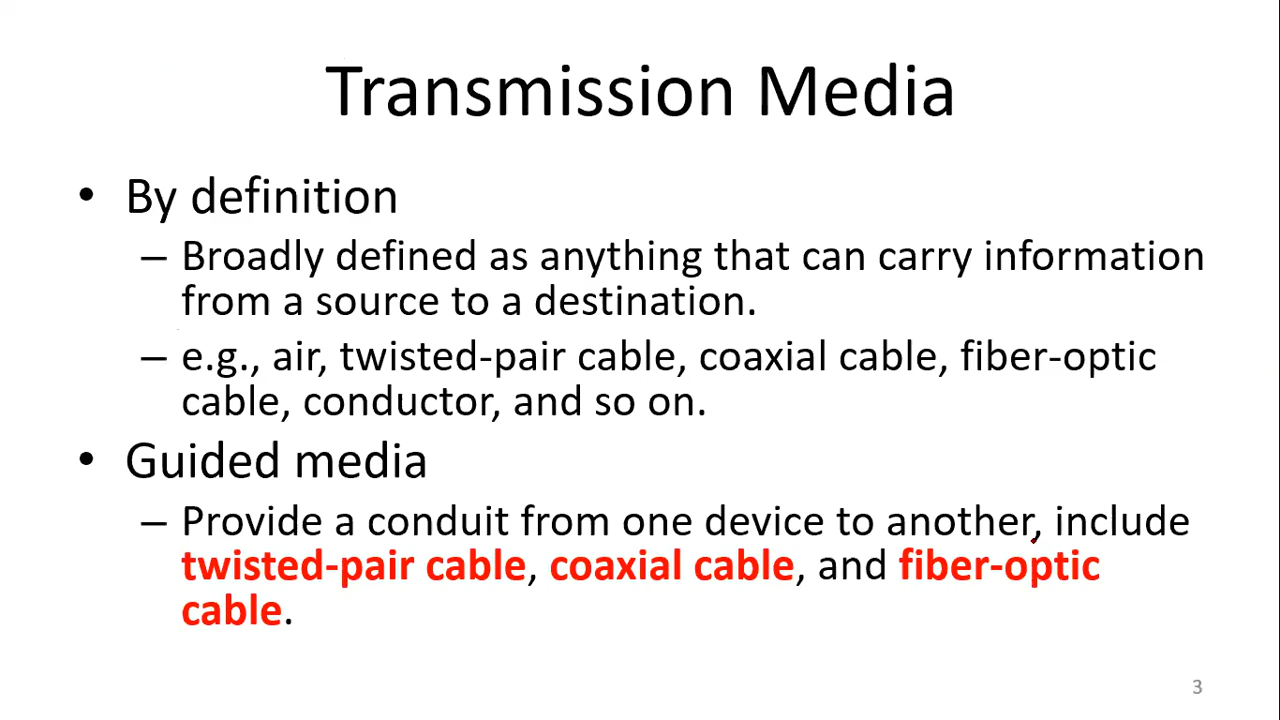 Transmission Media
• By definition
– Broadly defined as anything that can carry information
from a source to a destination.
– e.g., air, twisted-pair cable, coaxial cable, fiber-optic
cable, conductor, and so on.
• Guided media
– Provide a conduit from one device to another, include
twisted-pair cable, coaxial cable, and fiber-optic
cable.
3